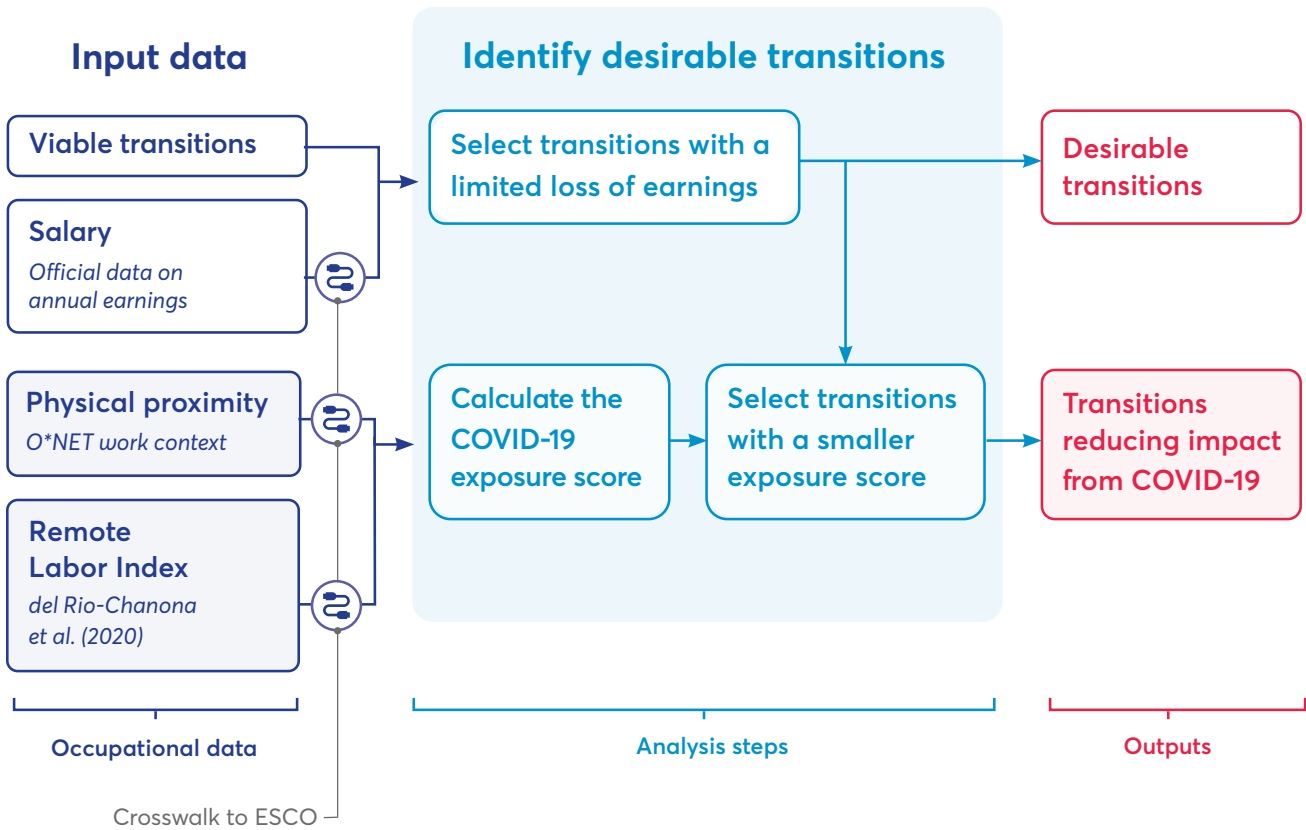 Input data
Identify desirable transitions
Viable transitions
Salary
Official data on
annual earnings
Physical proximity
O*NET work context
Remote
Labor Index
del Rio-Chanona
et al. (2020)
Select transitions with a
limited loss of earnings
Calculate the
COVID-19
exposure score
Select transitions
with a smaller
exposure score
Desirable
transitions
Transitions
reducing impact
from COVID-19
Occupational data
Analysis steps
Outputs
Crosswalk to ESCO